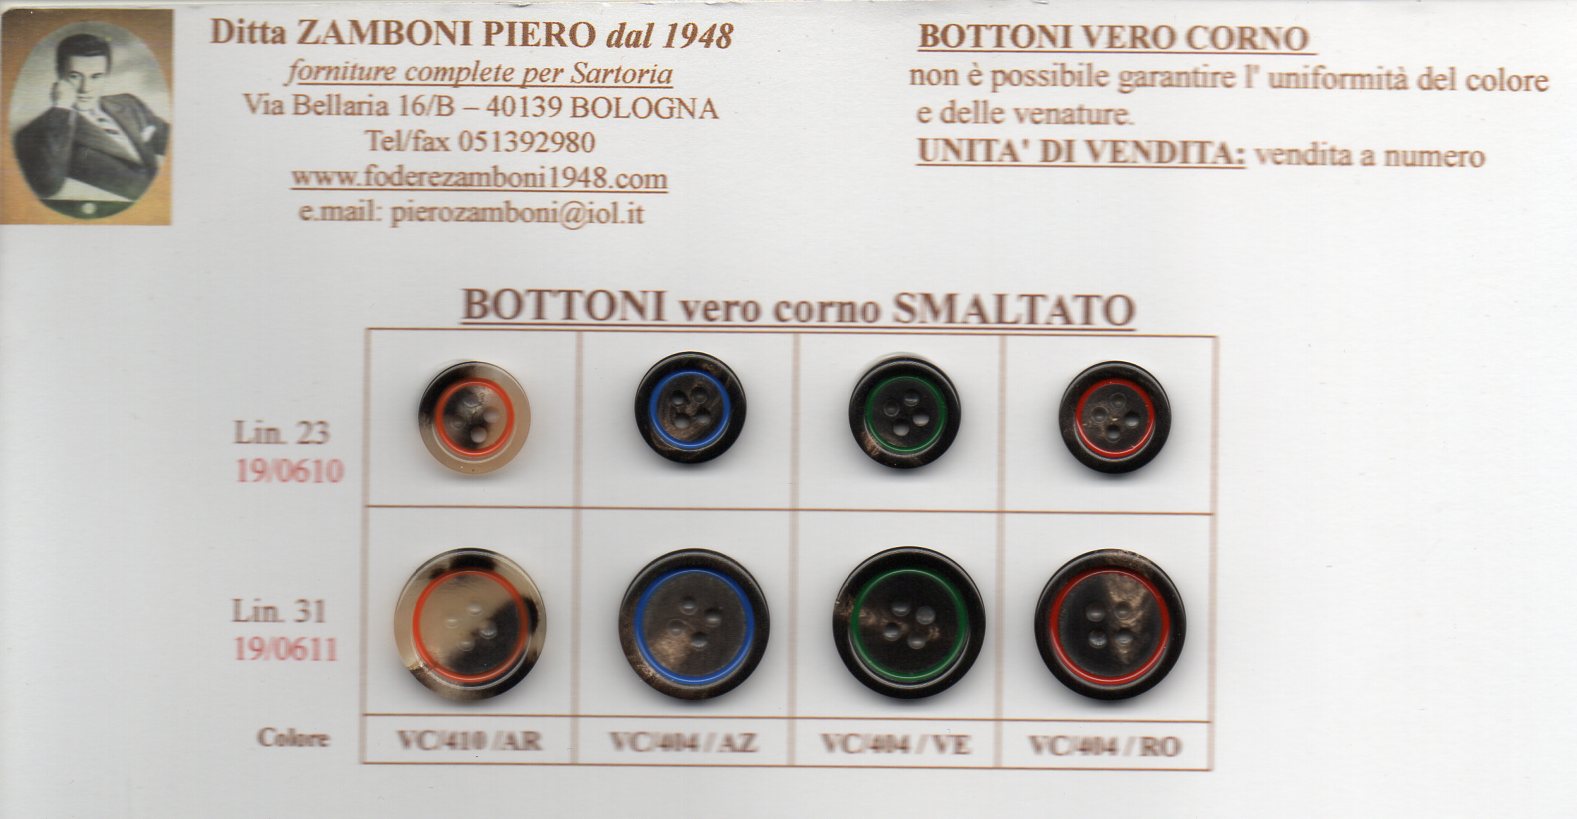 Ditta ZAMBONI PIERO dal 1948
forniture complete per Sartoria
Via Bellaria 16/B – 40139 BOLOGNA
Tel/fax 051392980
www.foderezamboni1948.com
e.mail: pierozamboni@iol.it
BOTTONI VERO CORNO
non è possibile garantire l' uniformità del colore
e delle venature.
UNITA' DI VENDITA: vendita a numero
BOTTONI vero corno SMALTATO
Lin. 23
19/0610
Lin. 31
19/0611
Colore VC/410 /AR VC/404 / AZ VC/404 / VE VC/404 / RO